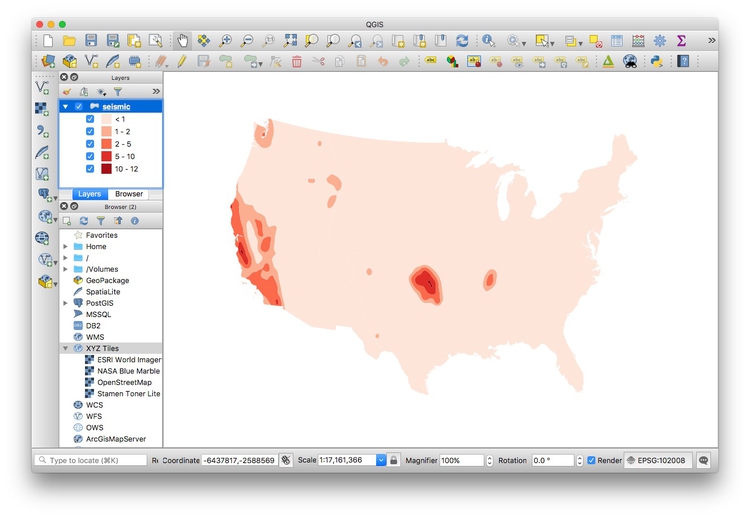 QGIS
Layers
seismic
< 1
1 - 2
2 - 5
5 - 10
10 - 12
Layers Browser
Browser (2)
Favorites
Home
/
/Volumes
GeoPackage
SpatiaLite
PostGIS
MSSQL
DB2
WMS
XYZ Tiles
ESRI World Imager
NASA Blue Marble
OpenStreetMap
Stamen Toner Lite
WCS
WFS
OWS
ArcGisMapServer
Type to locate (⌘K) Coordinate -6437817,-2588569 Scale 1:17,161,366 Magnifier 100% Rotation 0.0 ° Render EPSG:102008